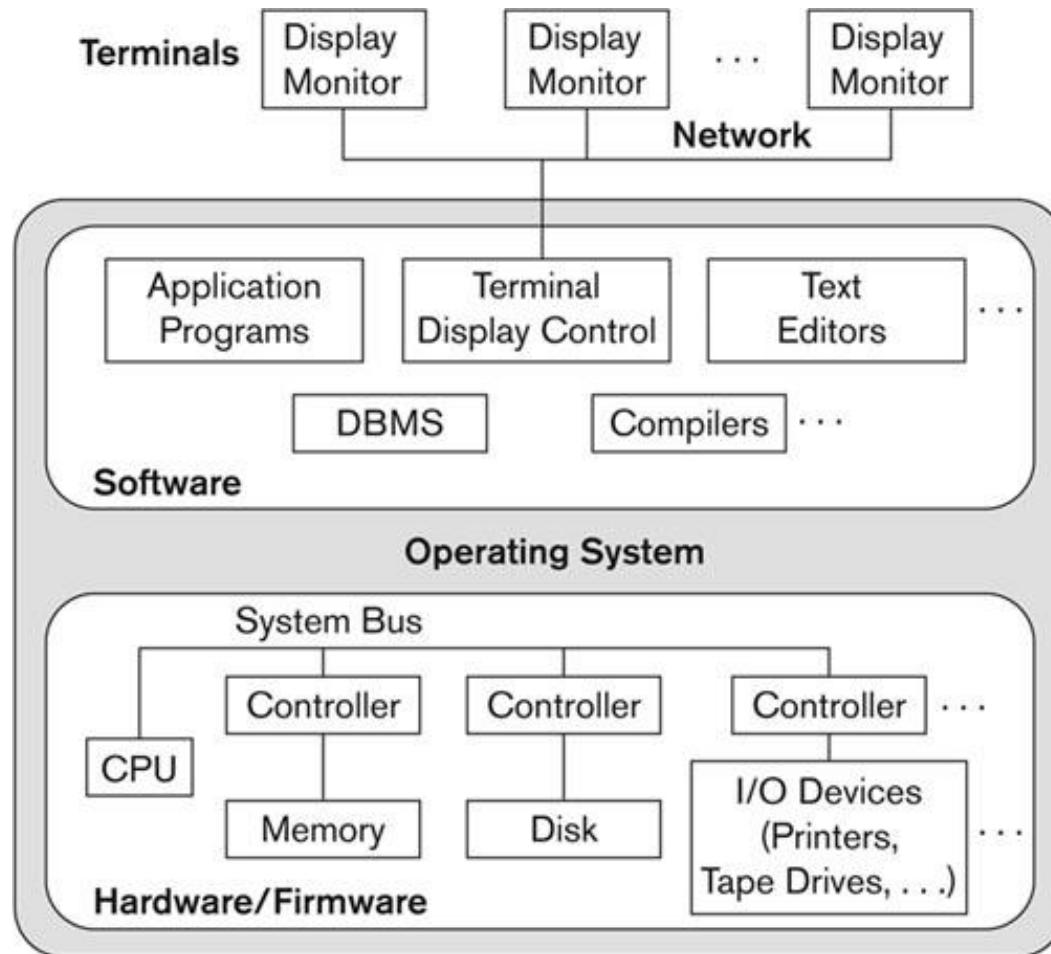 Terminals
Display
Monitor
Display
Monitor
. . .
Display
Monitor
Network
Application
Programs
Terminal
Display Control
Text
Editors
. . .
DBMS
Compilers
. . .
Software
Operating System
System Bus
Controller
Controller
Controller
. . .
CPU
Memory
Disk
I/O Devices
(Printers,
Tape Drives, . . .)
. . .
Hardware/Firmware